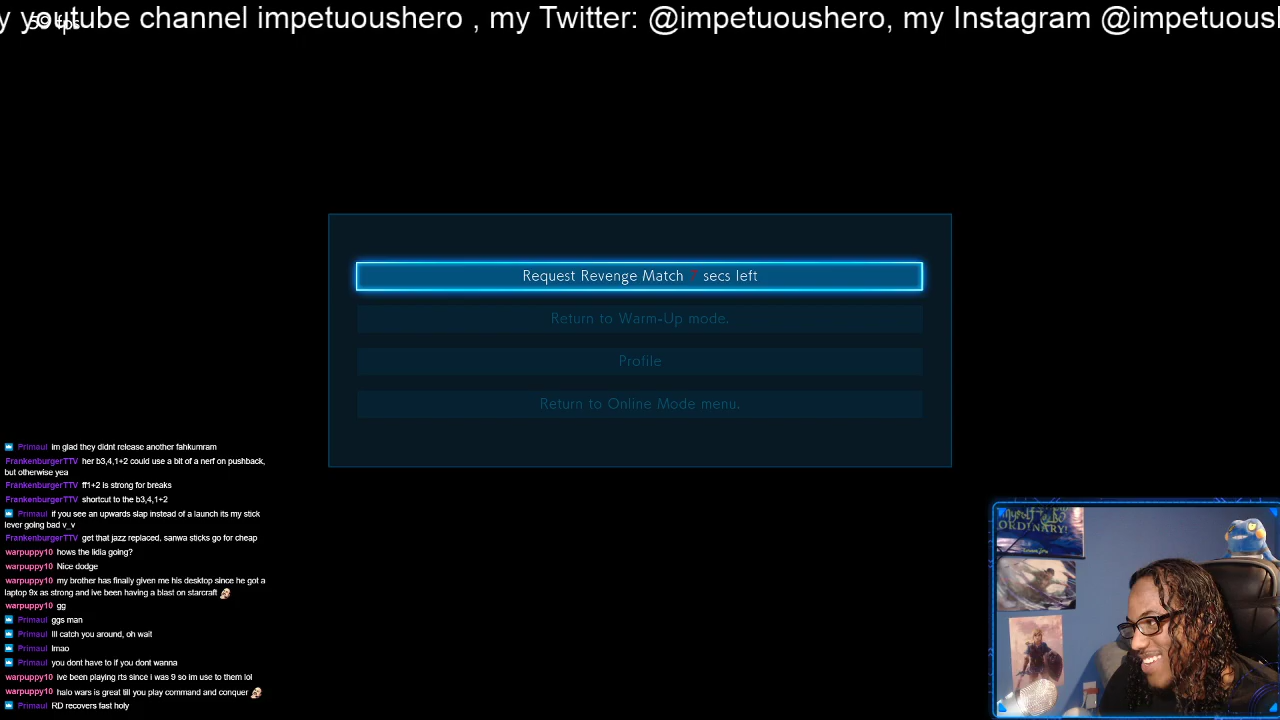 y youtube channel impetuoushero , my Twitter: @impetuoushero, my Instagram @impetuoush
fps
Request Revenge Match 7 secs left
Return to Warm-Up mode.
Profile
Return to Online Mode menu.
Primaul Im glad they didnt release another fahkumram
FrankenburgerTTV her b3,4,1+2 could use a bit of a nerf on pushback,
but otherwise yea
FrankenburgerTTV ff1+2 is strong for breaks
FrankenburgerTTV shortcut to the b3,4,1+2
Primaul if you see an upwards slap instead of a launch its my stick
lever going bad v_v
FrankenburgerTTV get that jazz replaced, sanwa sticks go for cheap
warpuppy10 hows the lidia going?
warpuppy10 Nice dodge
warpuppy10 my brother has finally given me his desktop since he got a
laptop 9x as strong and ive been having a blast on starcraft
warpuppy10 gg
Primaul ggs man
Primaul Ill catch you around, oh wait
Primaul lmao
Primaul you dont have to if you dont wanna
warpuppy10 ive been playing rts since i was 9 so im use to them lol
warpuppy10 halo wars is great till you play command and conquer
Primaul RD recovers fast holy
ORDINARY!